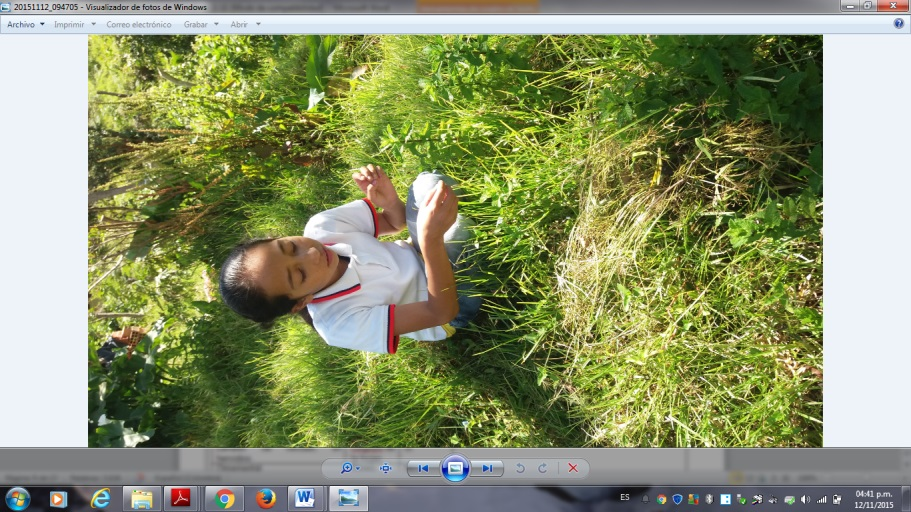 20151112_094705 - Visualizador de fotos de Windows
Archivo Imprimir Correo electrónico Grabar Abrir
ES 04:41 p.m.
12/11/2015